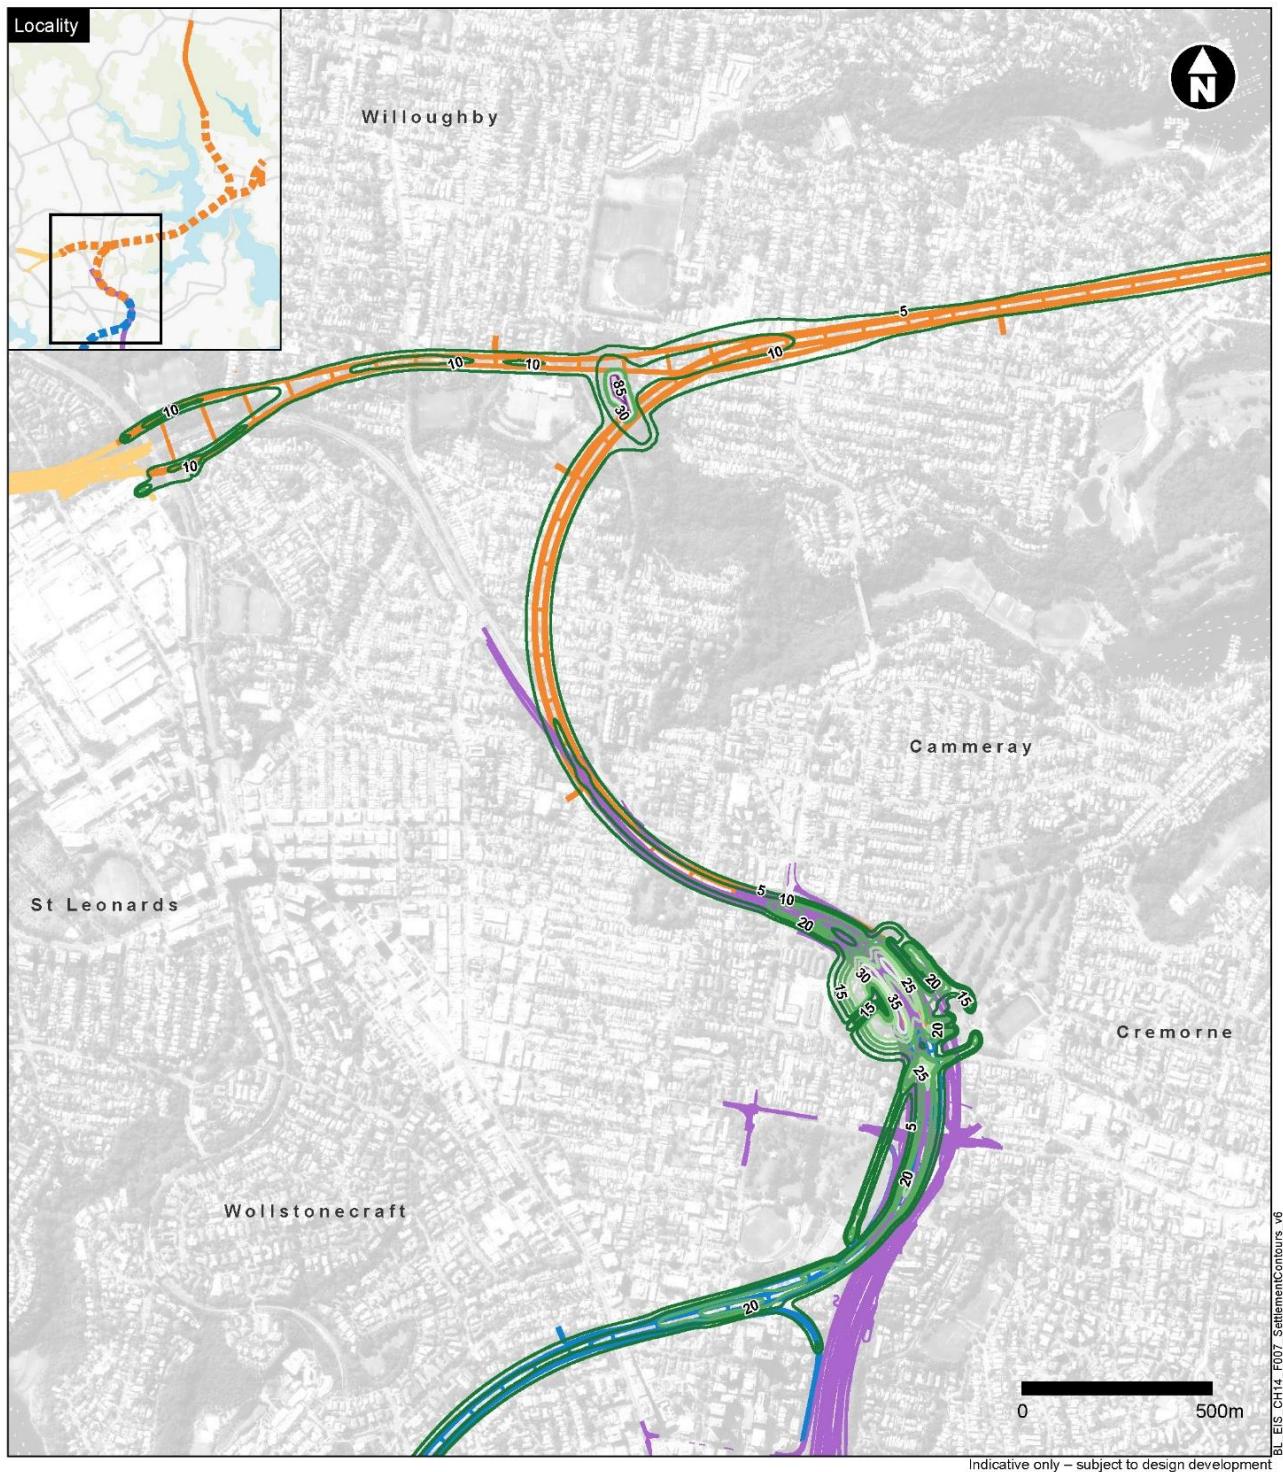 Locality
N
Willoughby
5
10
10
10
85
30
10
10
Cammeray
St Leonards
5
10
20
30
25
20
15
15
15
35
20
Cremorne
25
5
20
Wollstonecraft
20
0 500m
BL_EIS_CH14_F007_SettlementContours_v6
Indicative only – subject to design development